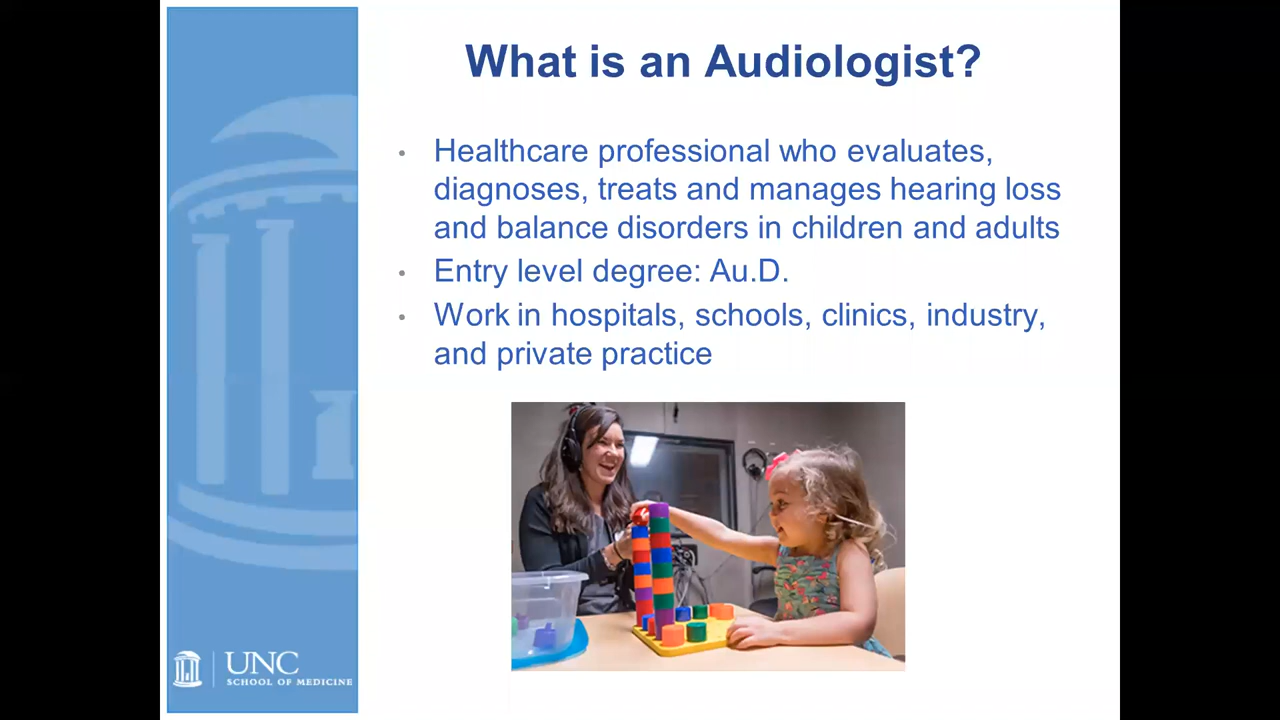 What is an Audiologist?
• Healthcare professional who evaluates,
diagnoses, treats and manages hearing loss
and balance disorders in children and adults
• Entry level degree: Au.D.
• Work in hospitals, schools, clinics, industry,
and private practice
UNC
SCHOOL OF MEDICINE